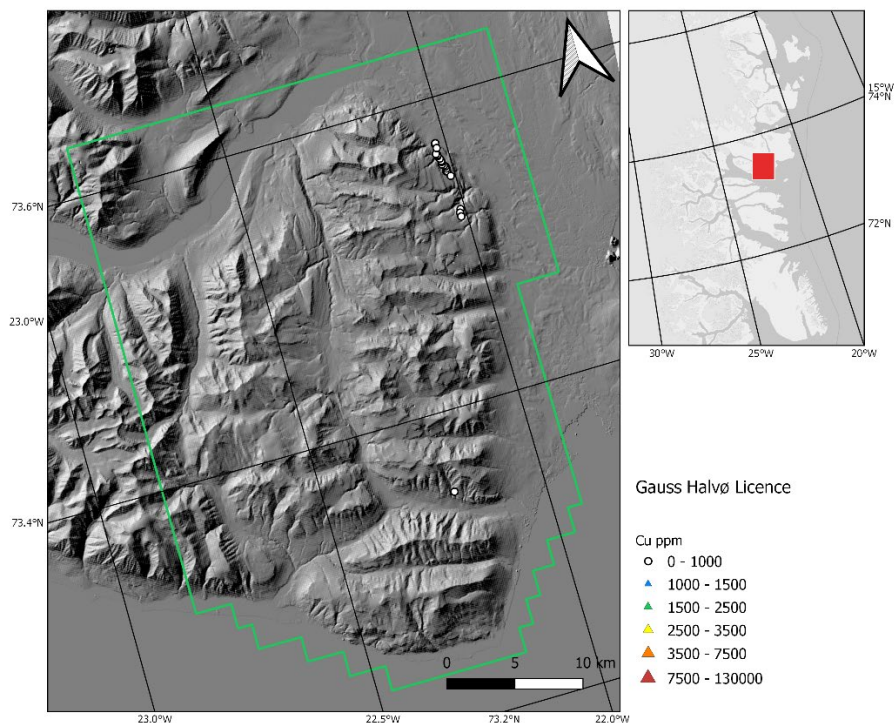 15°W
74°N
73.6°N
72°N
23.0°W
30°W
25°W
20°W
Gauss Halvø Licence
73.4°N
Cu ppm
0 - 1000
1000 - 1500
1500 - 2500
2500 - 3500
3500 - 7500
7500 - 130000
0 5 10 km
23.0°W
22.5°W
73.2°N
22.0°W